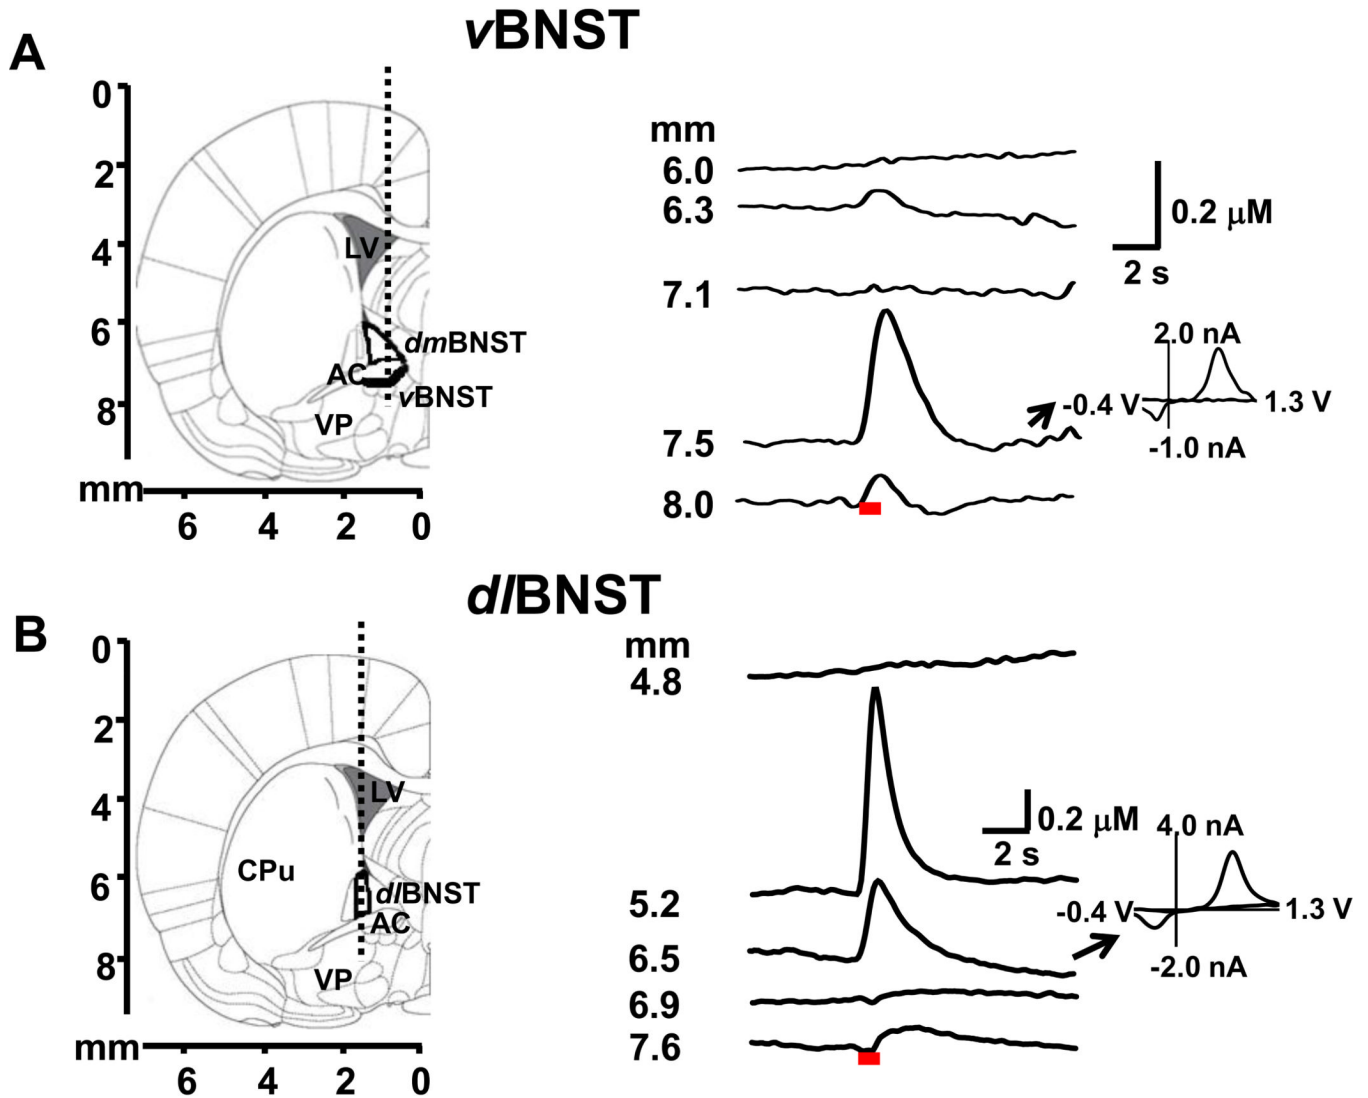 vBNST
A
0
2
4
6
8
LV
dmBNST
AC
vBNST
VP
mm
6
4
2
0
mm
6.0
6.3
7.1
7.5
8.0
0.2 µM
2 s
2.0 nA
-0.4 V
1.3 V
-1.0 nA
dlBNST
B
0
2
4
6
8
LV
CPu
dlBNST
AC
VP
mm
6
4
2
0
mm
4.8
5.2
6.5
6.9
7.6
0.2 µM
2 s
4.0 nA
-0.4 V
1.3 V
-2.0 nA